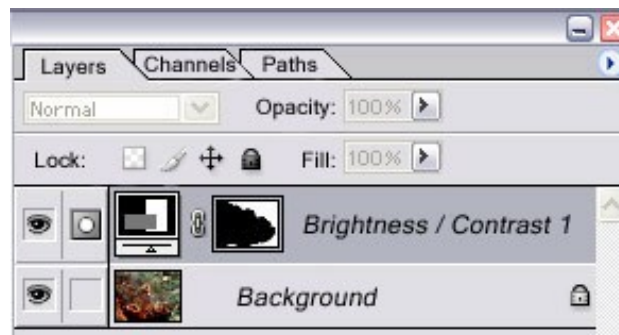 Layers Channels Paths
Normal Opacity: 100%
Lock: Fill: 100%
Brightness / Contrast 1
Background